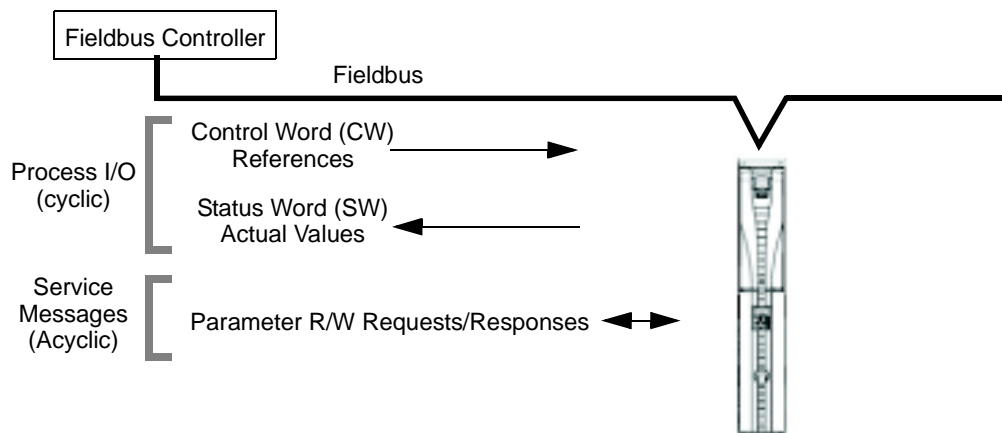 Fieldbus Controller
Fieldbus
Process I/O
(cyclic)
Control Word (CW)
References
Status Word (SW)
Actual Values
Service
Messages
(Acyclic)
Parameter R/W Requests/Responses